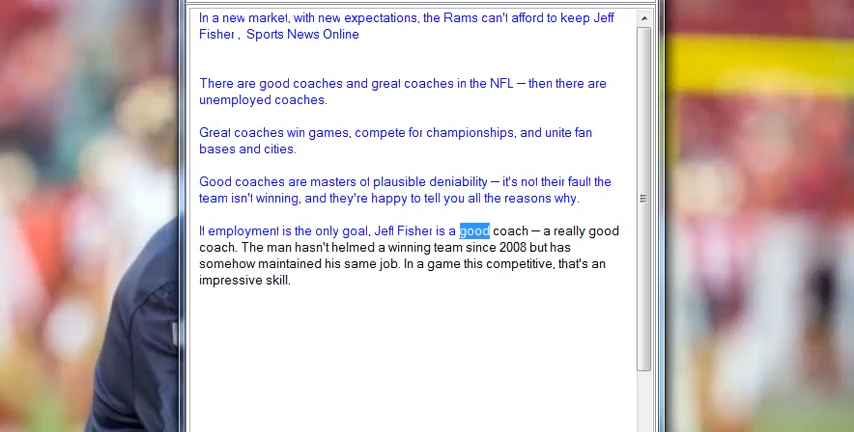 In a new market, with new expectations, the Rams can't afford to keep Jeff
Fisher , Sports News Online
There are good coaches and great coaches in the NFL — then there are
unemployed coaches.
Great coaches win games, compete for championships, and unite fan
bases and cities.
Good coaches are masters of plausible deniability — it's not their fault the
team isn't winning, and they're happy to tell you all the reasons why.
If employment is the only goal, Jeff Fisher is a good coach — a really good
coach. The man hasn't helmed a winning team since 2008 but has
somehow maintained his same job. In a game this competitive, that's an
impressive skill.